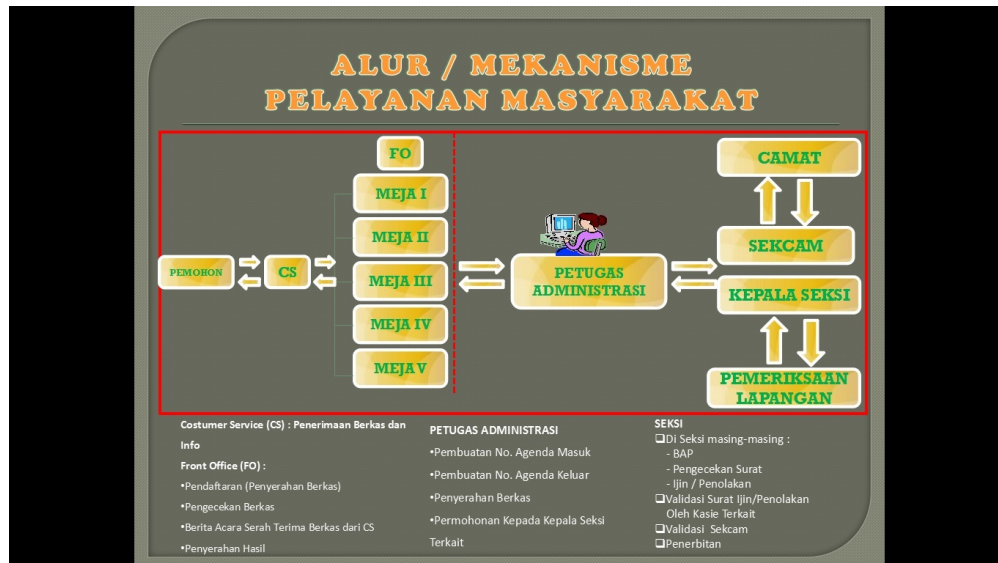 ALUR / MEKANISME
PELAYANAN MASYARAKAT
FO
MEJA I
MEJA II
MEJA III
MEJA IV
MEJA V
PEMOHON
CS
PETUGAS
ADMINISTRASI
CAMAT
SEKCAM
KEPALA SEKSI
PEMERIKSAAN
LAPANGAN
Costumer Service (CS) : Penerimaan Berkas dan
Info
Front Office (FO) :
•Pendaftaran (Penyerahan Berkas)
•Pengecekan Berkas
•Berita Acara Serah Terima Berkas dari CS
•Penyerahan Hasil
PETUGAS ADMINISTRASI
•Pembuatan No. Agenda Masuk
•Pembuatan No. Agenda Keluar
•Penyerahan Berkas
•Permohonan Kepada Kepala Seksi
Terkait
SEKSI
❑Di Seksi masing-masing :
- BAP
- Pengecekan Surat
- Ijin / Penolakan
❑Validasi Surat Ijin/Penolakan
Oleh Kasie Terkait
❑Validasi Sekcam
❑Penerbitan